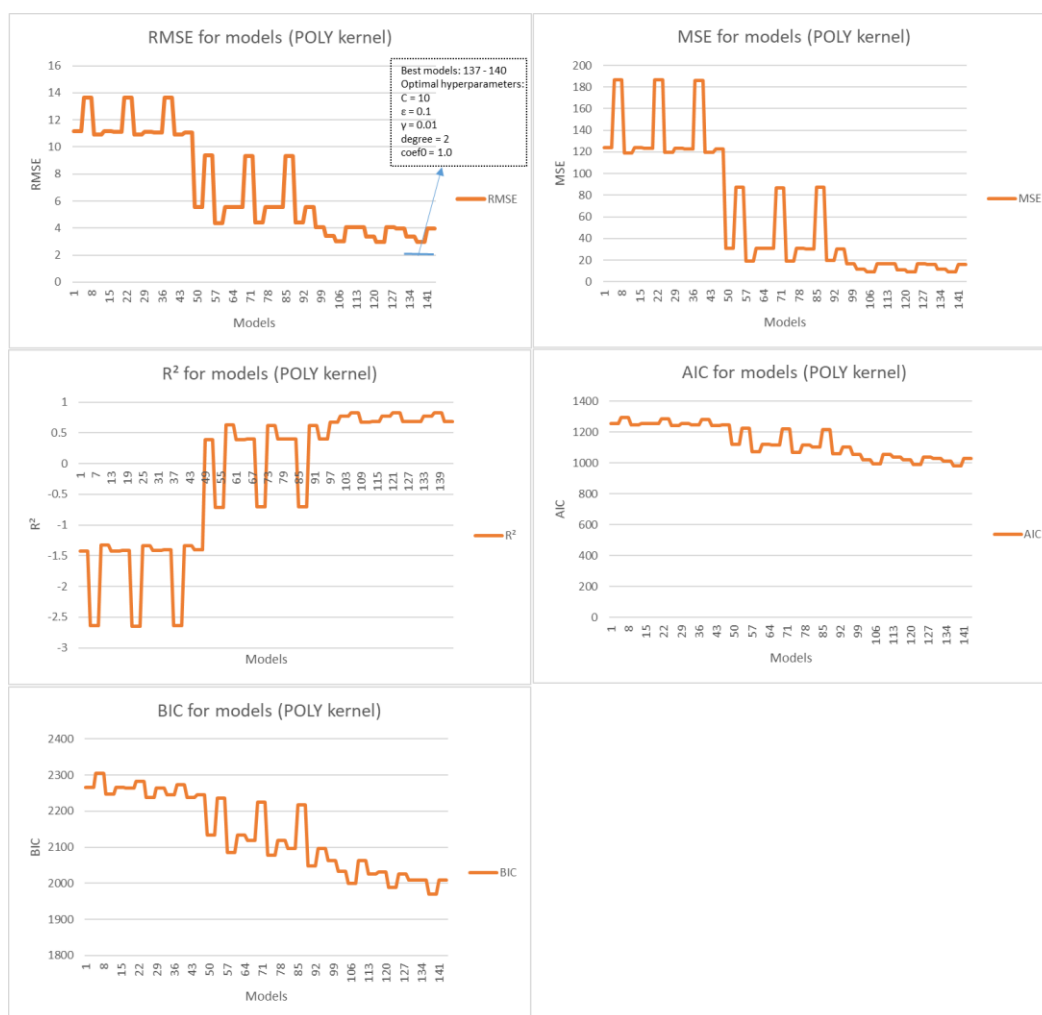 RMSE for models (POLY kernel)
16
14
12
10
8
6
4
2
0
RMSE
1 8 15 22 29 36 43 50 57 64 71 78 85 92 99 106 113 120 127 134 141
Models
RMSE
Best models: 137 - 140
Optimal hyperparameters:
C = 10
ε = 0.1
γ = 0.01
degree = 2
coef0 = 1.0
MSE for models (POLY kernel)
200
180
160
140
120
100
80
60
40
20
0
MSE
1 8 15 22 29 36 43 50 57 64 71 78 85 92 99 106 113 120 127 134 141
Models
MSE
R² for models (POLY kernel)
1
0.5
0
-0.5
-1
-1.5
-2
-2.5
-3
R²
1 7 13 19 25 31 37 43 49 55 61 67 73 79 85 91 97 103 109 115 121 127 133 139
Models
R²
AIC for models (POLY kernel)
1400
1200
1000
800
600
400
200
0
AIC
1 8 15 22 29 36 43 50 57 64 71 78 85 92 99 106 113 120 127 134 141
Models
AIC
BIC for models (POLY kernel)
2400
2300
2200
2100
2000
1900
1800
BIC
1 8 15 22 29 36 43 50 57 64 71 78 85 92 99 106 113 120 127 134 141
Models
BIC